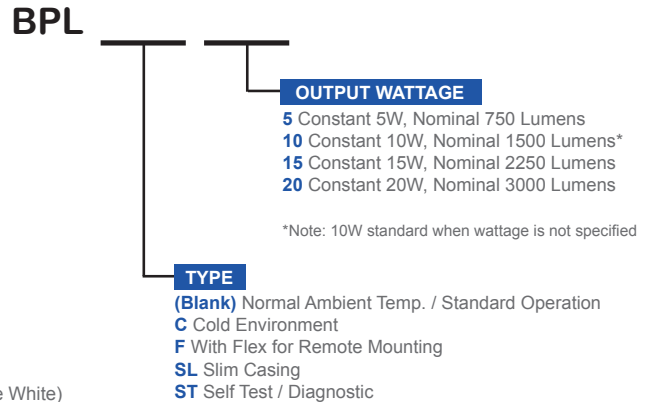 BPL
OUTPUT WATTAGE
5 Constant 5W, Nominal 750 Lumens
10 Constant 10W, Nominal 1500 Lumens*
15 Constant 15W, Nominal 2250 Lumens
20 Constant 20W, Nominal 3000 Lumens
*Note: 10W standard when wattage is not specified
TYPE
(Blank) Normal Ambient Temp. / Standard Operation
C Cold Environment
F With Flex for Remote Mounting
SL Slim Casing
ST Self Test / Diagnostic
White)